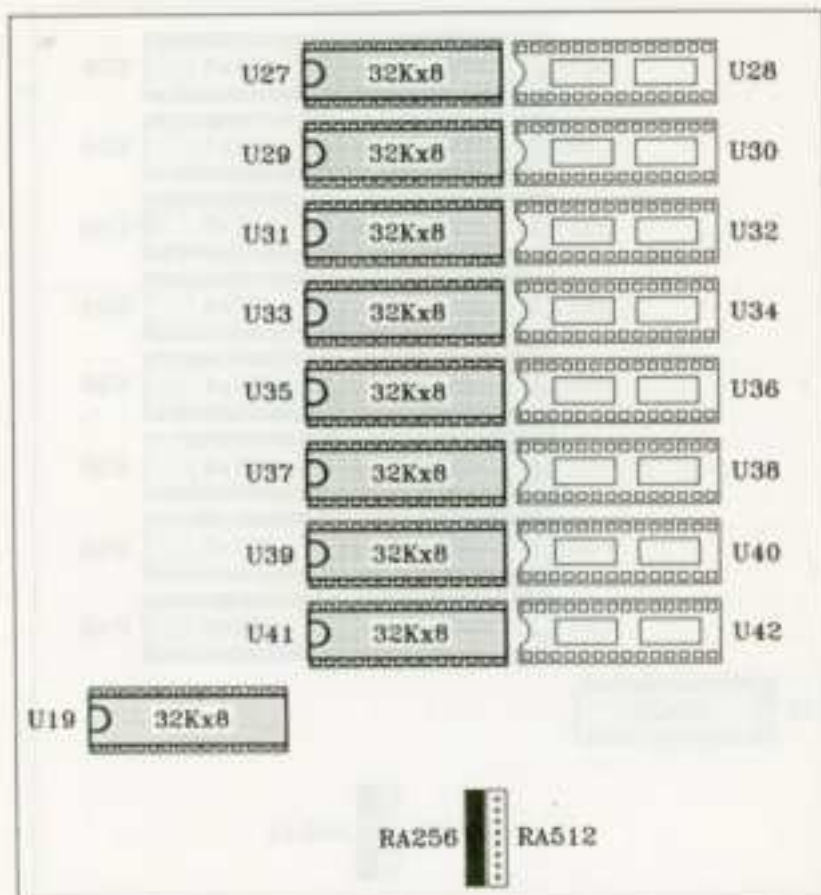 U27 32Kx8 U28
U29 32Kx8 U30
U31 32Kx8 U32
U33 32Kx8 U34
U35 32Kx8 U36
U37 32Kx8 U38
U39 32Kx8 U40
U41 32Kx8 U42
U19 32Kx8
RA256 RA512